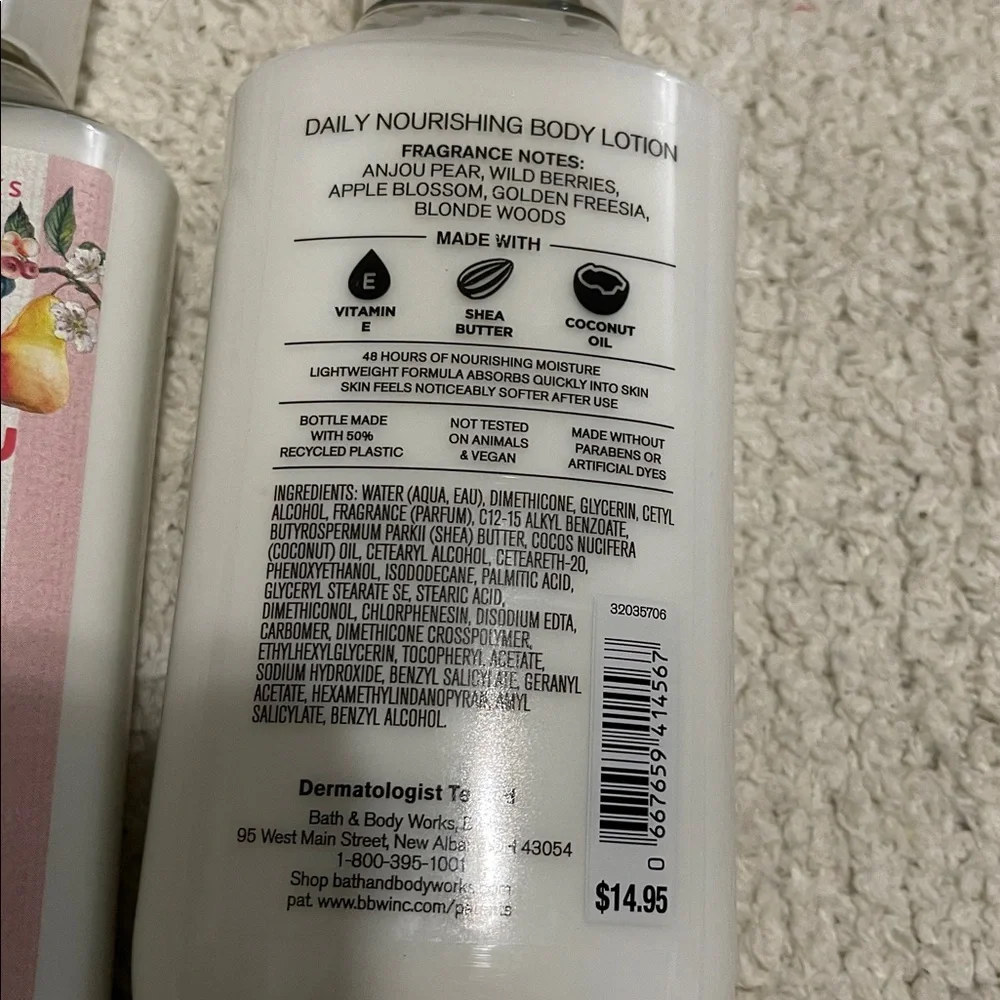 S
DAILY NOURISHING BODY LOTION
FRAGRANCE NOTES:
ANJOU PEAR, WILD BERRIES,
APPLE BLOSSOM, GOLDEN FREESIA,
BLONDE WOODS
MADE WITH
E
VITAMIN
E
SHEA
BUTTER
COCONUT
OIL
48 HOURS OF NOURISHING MOISTURE
LIGHTWEIGHT FORMULA ABSORBS QUICKLY INTO SKIN
SKIN FEELS NOTICEABLY SOFTER AFTER USE
BOTTLE MADE
WITH 50%
RECYCLED PLASTIC
NOT TESTED
ON ANIMALS
& VEGAN
MADE WITHOUT
PARABENS OR
ARTIFICIAL DYES
INGREDIENTS: WATER (AQUA, EAU), DIMETHICONE, GLYCERIN, CETYL
ALCOHOL, FRAGRANCE (PARFUM), C12-15 ALKYL BENZOATE,
BUTYROSPERMUM PARKII (SHEA) BUTTER, COCOS NUCIFERA
(COCONUT) OIL, CETEARYL ALCOHOL, CETEARETH-20,
PHENOXYETHANOL, ISODODECANE, PALMITIC ACID,
GLYCERYL STEARATE SE, STEARIC ACID,
DIMETHICONOL, CHLORPHENESIN, DISODIUM EDTA,
CARBOMER, DIMETHICONE CROSSPOLYMER,
ETHYLHEXYLGLYCERIN, TOCOPHERYL ACETATE,
SODIUM HYDROXIDE, BENZYL SALICYLATE, GERANYL
ACETATE, HEXAMETHYLINDANOPYRAN, AMYL
SALICYLATE, BENZYL ALCOHOL.
Dermatologist
Bath & Body Works,
95 West Main Street, New 43054
1-800-395-1001
Shop bathandbodyworks.com
pat. www.bbwinc.com/patents
32035706
0 667659 414567
$14.95